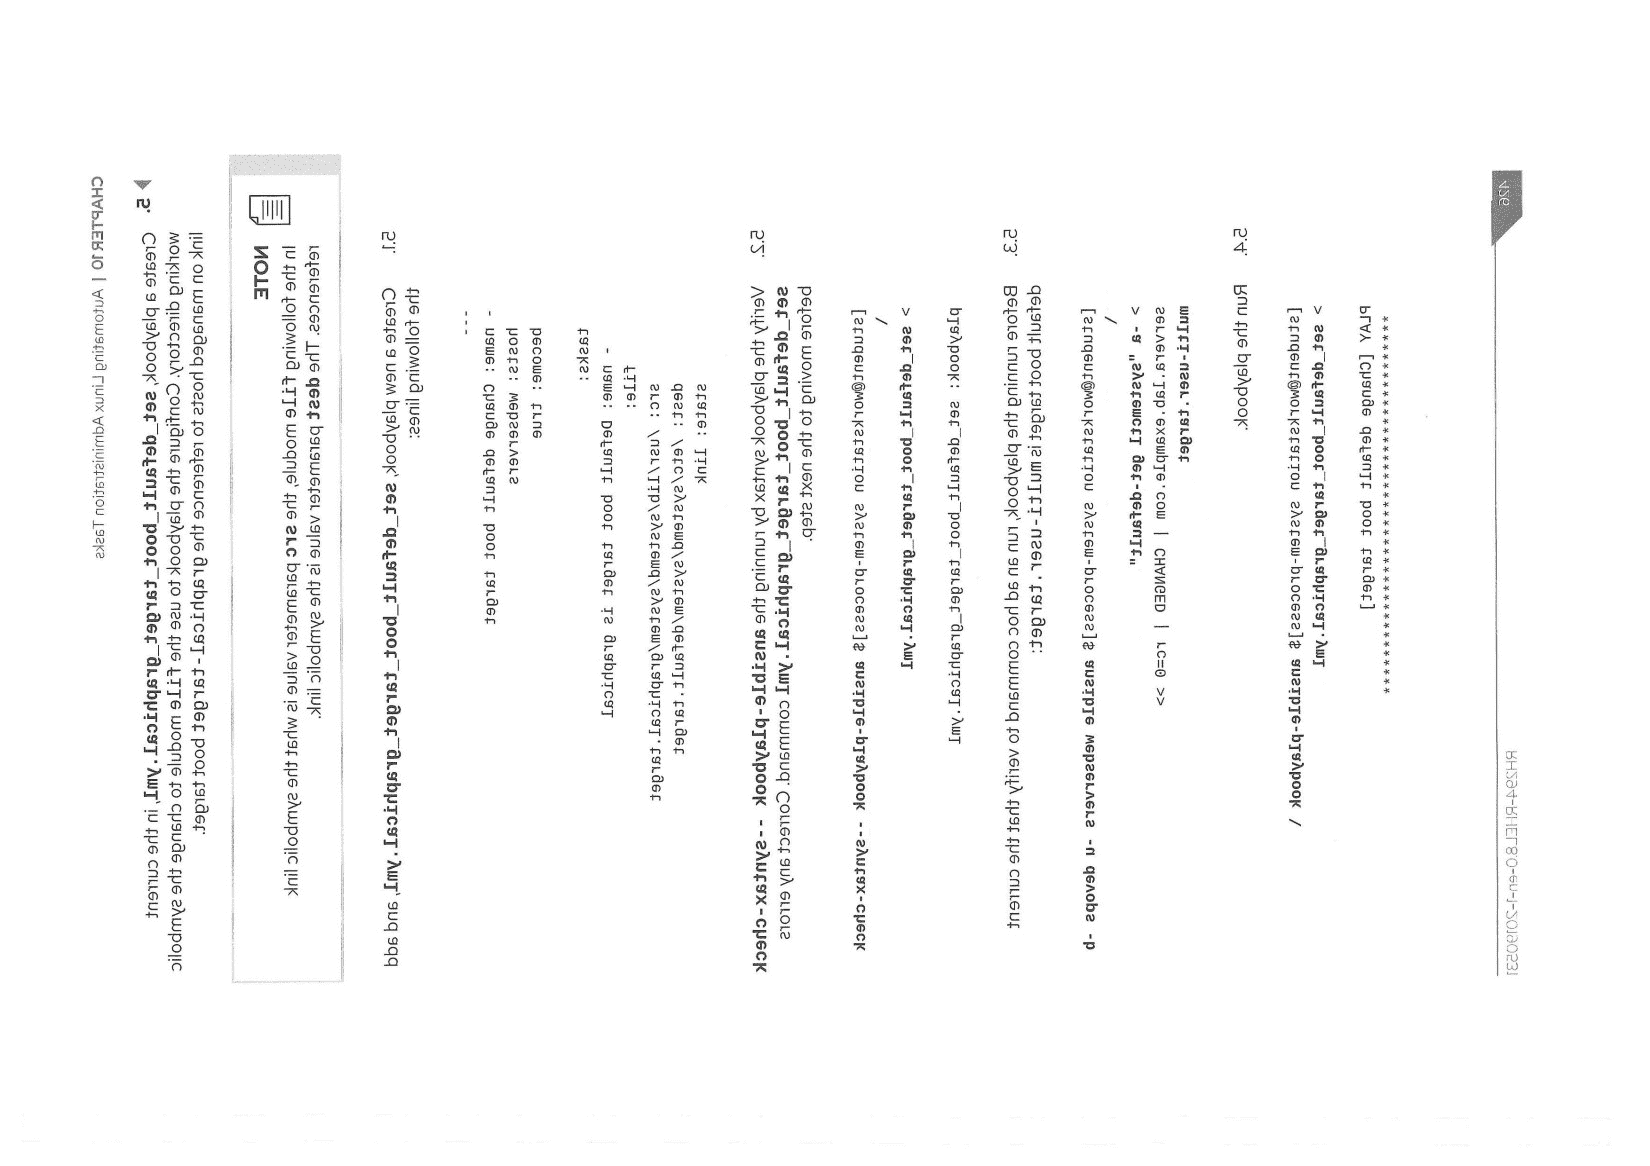 CHAPTER 10 | Automating Linux Administration Tasks
5. Create a playbook, set_default_boot_target_graphical.yml, in the current
working directory. Configure the playbook to use the file module to change the symbolic
link on managed hosts to reference the graphical-target boot target.
NOTE
In the following file module, the src parameter value is what the symbolic link
references. The dest parameter value is the symbolic link.
5.1. Create a new playbook, set_default_boot_target_graphical.yml, and add
the following lines:
---
- name: Change default boot target
hosts: webservers
become: true
tasks:
- name: Default boot target is graphical
file:
src: /usr/lib/systemd/system/graphical.target
dest: /etc/systemd/system/default.target
state: link
5.2. Verify the playbook syntax by running the ansible-playbook --syntax-check
set_default_boot_target_graphical.yml command. Correct any errors
before moving to the next step.
[student@workstation system-process]$ ansible-playbook --syntax-check \
> set_default_boot_target_graphical.yml
playbook: set_default_boot_target_graphical.yml
5.3. Before running the playbook, run an ad hoc command to verify that the current
default boot target is multi-user.target:
[student@workstation system-process]$ ansible webservers -u devops -b \
> -a "systemctl get-default"
servera.lab.example.com | CHANGED | rc=0 >>
multi-user.target
5.4. Run the playbook.
[student@workstation system-process]$ ansible-playbook \
> set_default_boot_target_graphical.yml
PLAY [Change default boot target]
*****************************************
426
RH294-RHEL8.0-en-1-20190531